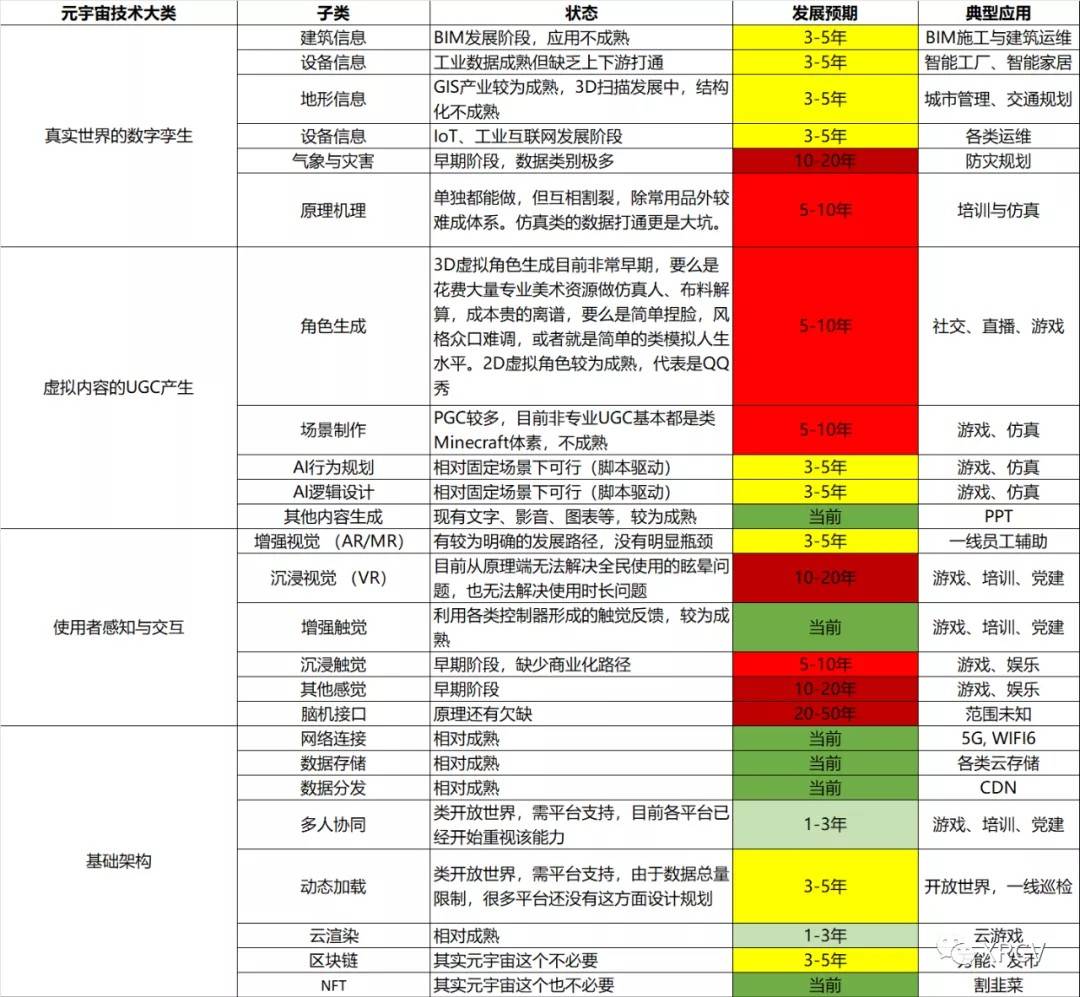 元宇宙技术大类 子类 状态 发展预期 典型应用
真实世界的数字孪生
建筑信息 BIM发展阶段，应用不成熟 3-5年 BIM施工与建筑运维
设备信息 工业数据成熟但缺乏上下游打通 3-5年 智能工厂、智能家居
地形信息 GIS产业较为成熟，3D扫描发展中，结构
化不成熟 3-5年 城市管理、交通规划
设备信息 IoT、工业互联网发展阶段 3-5年 各类运维
气象与灾害 早期阶段，数据类别极多 10-20年 防灾规划
原理机理 单独都能做，但互相割裂，除常用品外较
难成体系。仿真类的数据打通更是大坑。 5-10年 培训与仿真
虚拟内容的UGC产生
角色生成 3D虚拟角色生成目前非常早期，要么是
花费大量专业美术资源做仿真人、布料解
算，成本贵的离谱，要么是简单捏脸，风
格众口难调，或者就是简单的类模拟人生
水平。2D虚拟角色较为成熟，代表是QQ
秀 5-10年 社交、直播、游戏
场景制作 PGC较多，目前非专业UGC基本都是类
Minecraft体素，不成熟 5-10年 游戏、仿真
AI行为规划 相对固定场景下可行（脚本驱动） 3-5年 游戏、仿真
AI逻辑设计 相对固定场景下可行（脚本驱动） 3-5年 游戏、仿真
其他内容生成 现有文字、影音、图表等，较为成熟 当前 PPT
使用者感知与交互
增强视觉 （AR/MR） 有较为明确的发展路径，没有明显瓶颈 3-5年 一线员工辅助
沉浸视觉 （VR） 目前从原理端无法解决全民使用的眩晕问
题，也无法解决使用时长问题 10-20年 游戏、培训、党建
增强触觉 利用各类控制器形成的触觉反馈，较为成
熟 当前 游戏、培训、党建
沉浸触觉 早期阶段，缺少商业化路径 5-10年 游戏、娱乐
其他感觉 早期阶段 10-20年 游戏、娱乐
脑机接口 原理还有欠缺 20-50年 范围未知
基础架构
网络连接 相对成熟 当前 5G, WIFI6
数据存储 相对成熟 当前 各类云存储
数据分发 相对成熟 当前 CDN
多人协同 类开放世界，需平台支持，目前各平台已
经开始重视该能力 1-3年 游戏、培训、党建
动态加载 类开放世界，需平台支持，由于数据总量
限制，很多平台还没有这方面设计规划 3-5年 开放世界，一线巡检
云渲染 相对成熟 1-3年 云游戏
区块链 其实元宇宙这个不必要 3-5年 发币
NFT 其实元宇宙这个也不必要 当前 割韭菜